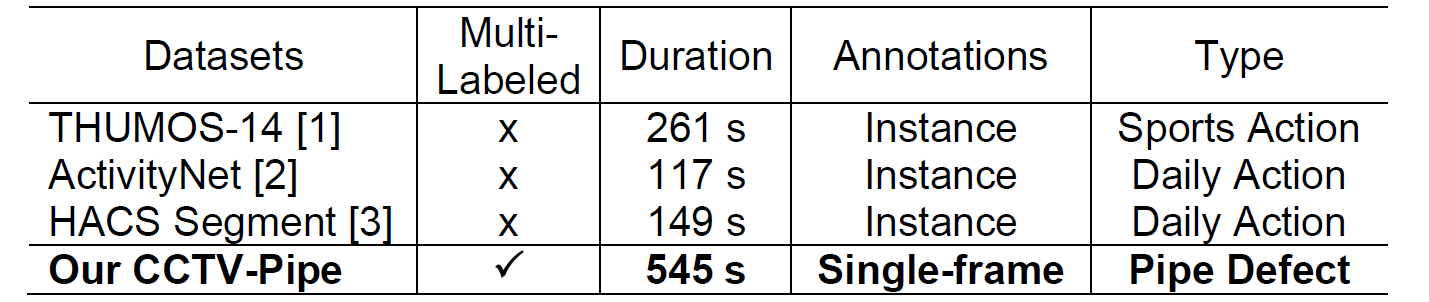 Datasets Multi-Labeled Duration Annotations Type
THUMOS-14 [1] x 261 s Instance Sports Action
ActivityNet [2] x 117 s Instance Daily Action
HACS Segment [3] x 149 s Instance Daily Action
Our CCTV-Pipe ✓ 545 s Single-frame Pipe Defect